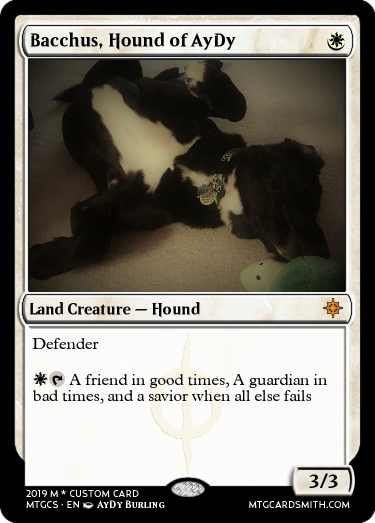 Bacchus, Hound of AyDy
Land Creature — Hound
Defender
A friend in good times, A guardian in
bad times, and a savior when all else fails
3/3
2019 M * CUSTOM CARD
MTGCS • EN AyDy Burling
MTGCARDSMITH.COM